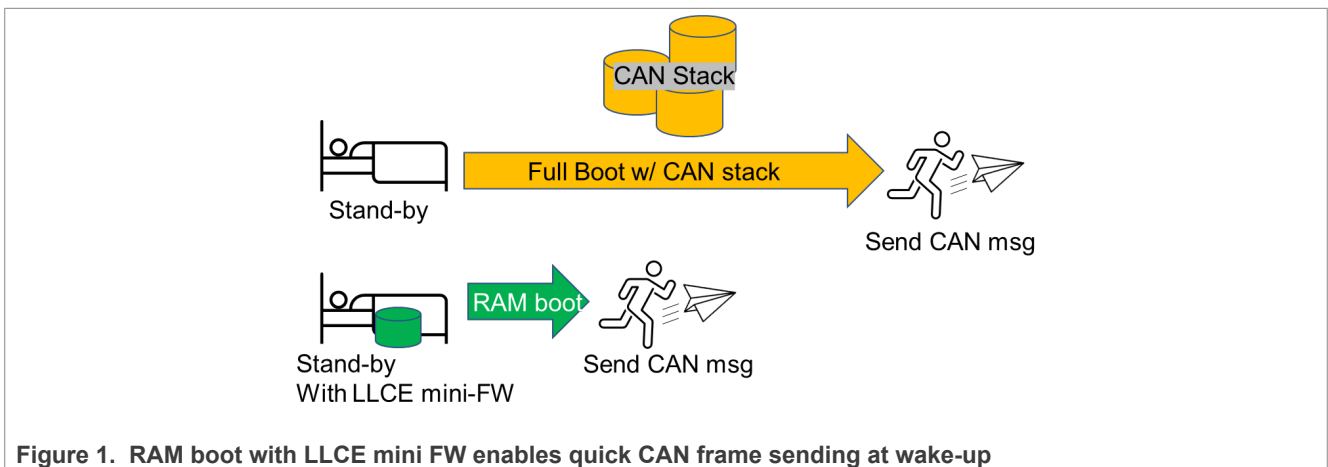 CAN Stack
Full Boot w/ CAN stack
Stand-by
Send CAN msg
RAM boot
Stand-by
With LLCE mini-FW
Send CAN msg
Figure 1. RAM boot with LLCE mini FW enables quick CAN frame sending at wake-up